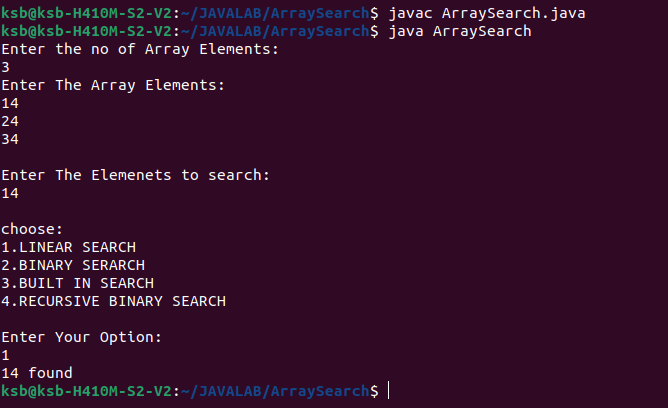 ksb@ksb-H410M-S2-V2:~/JAVALAB/ArraySearch$ javac ArraySearch.java
ksb@ksb-H410M-S2-V2:~/JAVALAB/ArraySearch$ java ArraySearch
Enter the no of Array Elements:
3
Enter The Array Elements:
14
24
34
Enter The Elemenets to search:
14
choose:
1.LINEAR SEARCH
2.BINARY SERARCH
3.BUILT IN SEARCH
4.RECURSIVE BINARY SEARCH
Enter Your Option:
1
14 found
ksb@ksb-H410M-S2-V2:~/JAVALAB/ArraySearch$